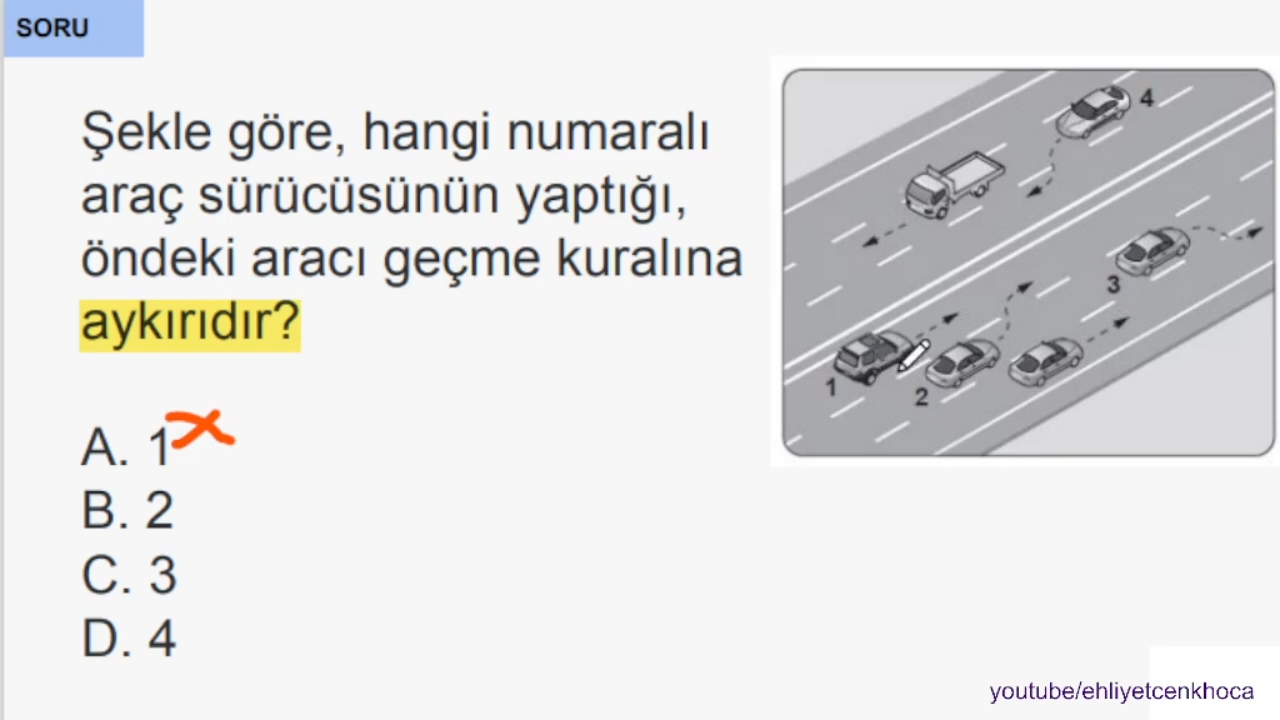 SORU
Şekle göre, hangi numaralı
araç sürücüsünün yaptığı,
öndeki aracı geçme kuralına
aykırıdır?
A. 1
B. 2
C. 3
D. 4
4
3
1
2
youtube/ehliyetcenkhoca